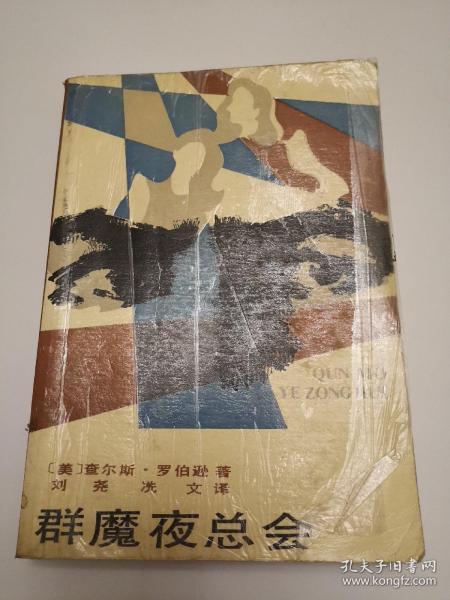 QUN MO
YE ZONG HUI
〔美〕查尔斯·罗伯逊 著
刘尧 冼文 译
群魔夜总会
孔夫子旧书网
www.kongfz.com